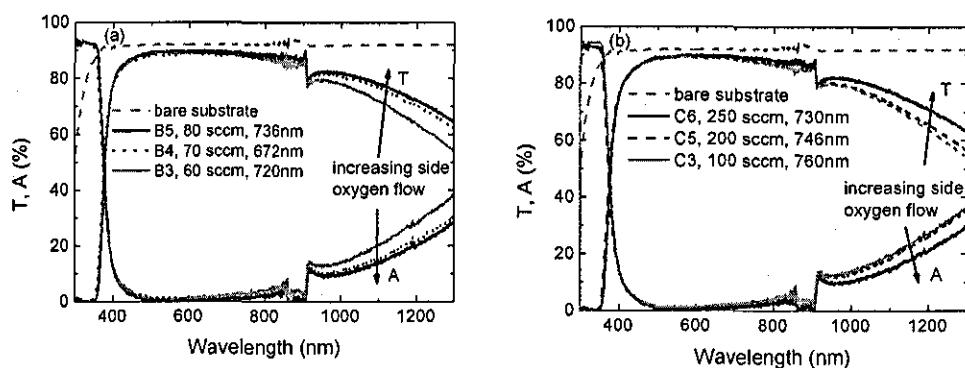 (a)
T
bare substrate
B5, 80 sccm, 736nm
B4, 70 sccm, 672nm
B3, 60 sccm, 720nm
increasing side
oxygen flow
A
T, A (%)
100
80
60
40
20
0
400 600 800 1000 1200
Wavelength (nm)
(b)
T
bare substrate
C6, 250 sccm, 730nm
C5, 200 sccm, 746nm
C3, 100 sccm, 760nm
increasing side
oxygen flow
A
T, A (%)
100
80
60
40
20
0
400 600 800 1000 1200
Wavelength (nm)